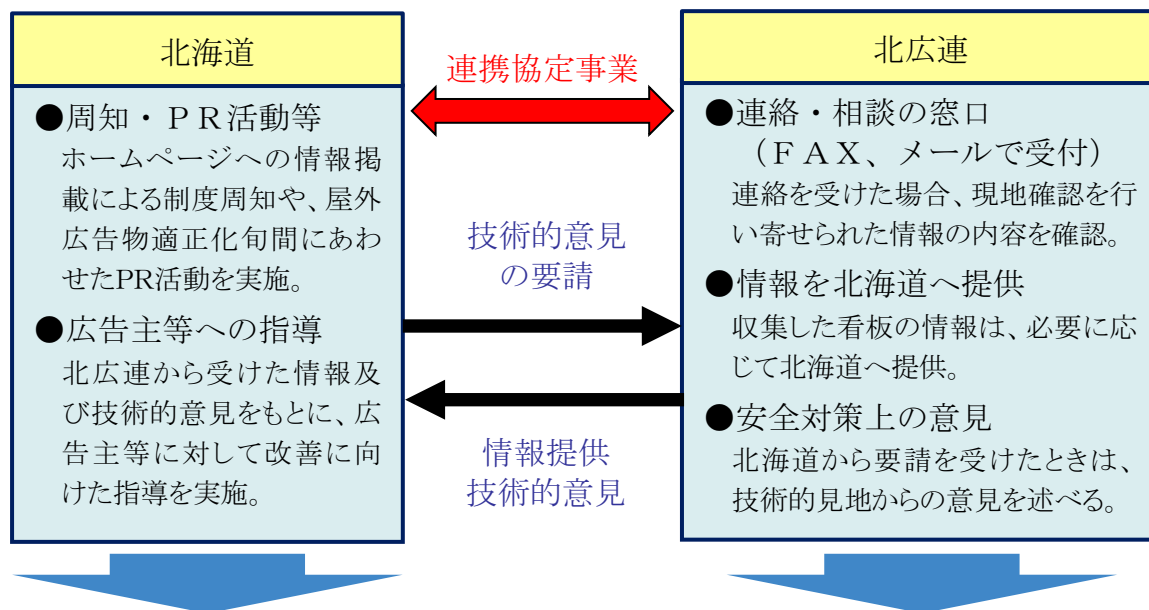 北海道
●周知・ＰＲ活動等
ホームページへの情報掲
載による制度周知や、屋外
広告物適正化旬間にあわ
せたPR活動を実施。
●広告主等への指導
北広連から受けた情報及
び技術的意見をもとに、広
告主等に対して改善に向
けた指導を実施。
連携協定事業
技術的意見
の要請
情報提供
技術的意見
北広連
●連絡・相談の窓口
（ＦＡＸ、メールで受付）
連絡を受けた場合、現地確認を行
い寄せられた情報の内容を確認。
●情報を北海道へ提供
収集した看板の情報は、必要に応
じて北海道へ提供。
●安全対策上の意見
北海道から要請を受けたときは、
技術的見地からの意見を述べる。